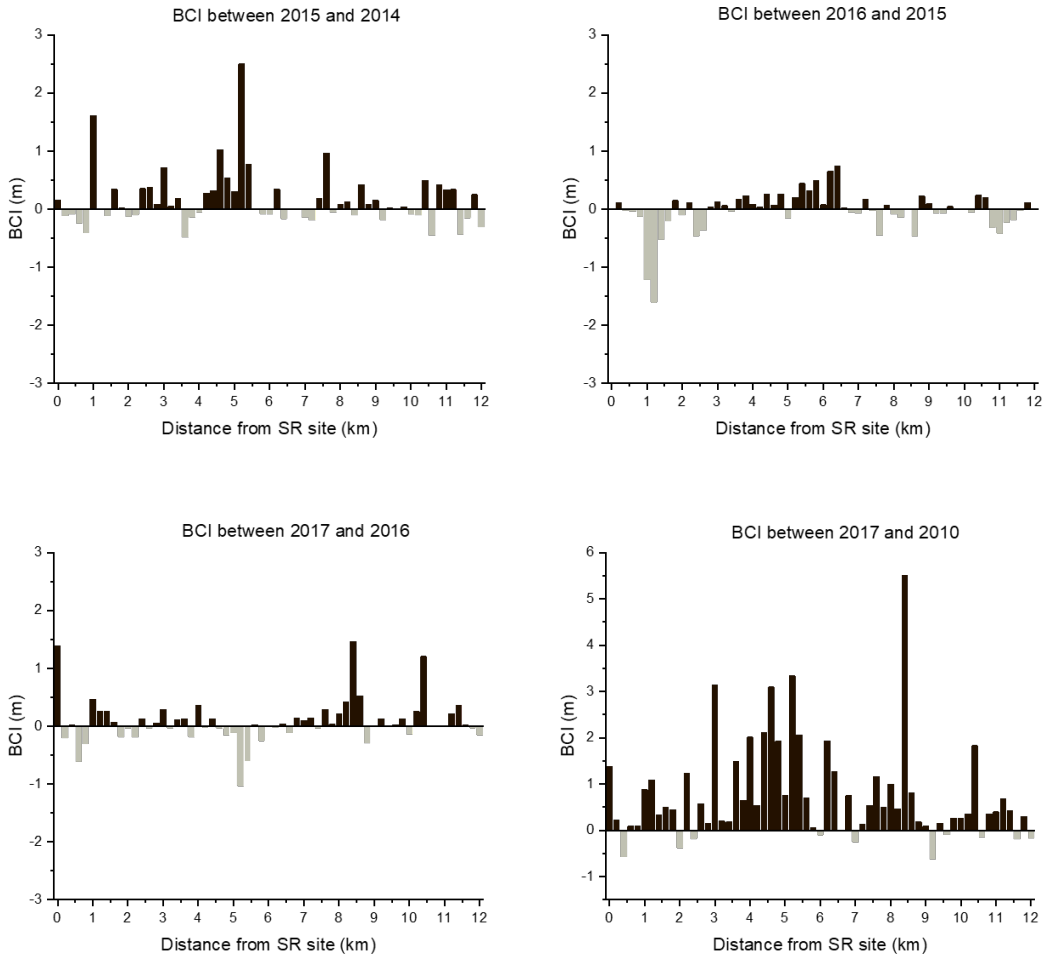 BCI between 2015 and 2014
3
2
1
0
-1
-2
-3
BCI (m)
0 1 2 3 4 5 6 7 8 9 10 11 12
Distance from SR site (km)
BCI between 2016 and 2015
3
2
1
0
-1
-2
-3
BCI (m)
0 1 2 3 4 5 6 7 8 9 10 11 12
Distance from SR site (km)
BCI between 2017 and 2016
3
2
1
0
-1
-2
-3
BCI (m)
0 1 2 3 4 5 6 7 8 9 10 11 12
Distance from SR site (km)
BCI between 2017 and 2010
6
5
4
3
2
1
0
-1
BCI (m)
0 1 2 3 4 5 6 7 8 9 10 11 12
Distance from SR site (km)